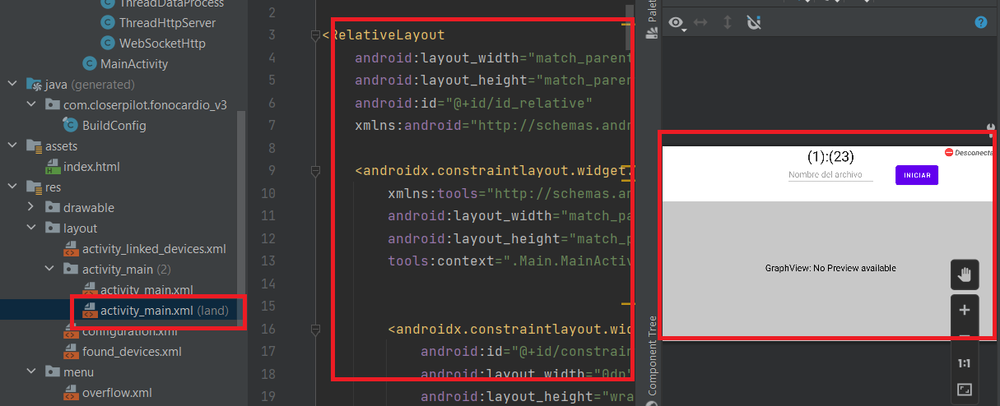 ThreadDataProcess
ThreadHttpServer
WebSocketHttp
MainActivity
java (generated)
com.closerpilot.fonocardio_v3
BuildConfig
assets
index.html
res
drawable
layout
activity_linked_devices.xml
activity_main (2)
activity_main.xml
activity_main.xml (land)
configuration.xml
found_devices.xml
menu
overflow.xml
2
3 <RelativeLayout
4 android:layout_width="match_parent
5 android:layout_height="match_paren
6 android:id="@+id/id_relative"
7 xmlns:android="http://schemas.andr
8
9 <androidx.constraintlayout.widget.
10 xmlns:tools="http://schemas.an
11 android:layout_width="match_pa
12 android:layout_height="match_p
13 tools:context=".Main.MainActiv
14
15
16 <androidx.constraintlayout.wid
17 android:id="@+id/constrain
18 android:layout_width="0dp"
19 android:layout_height="wra
Palet
Component Tree
?
(1):(23)
Desconecta
Nombre del archivo
INICIAR
GraphView: No Preview available
1:1